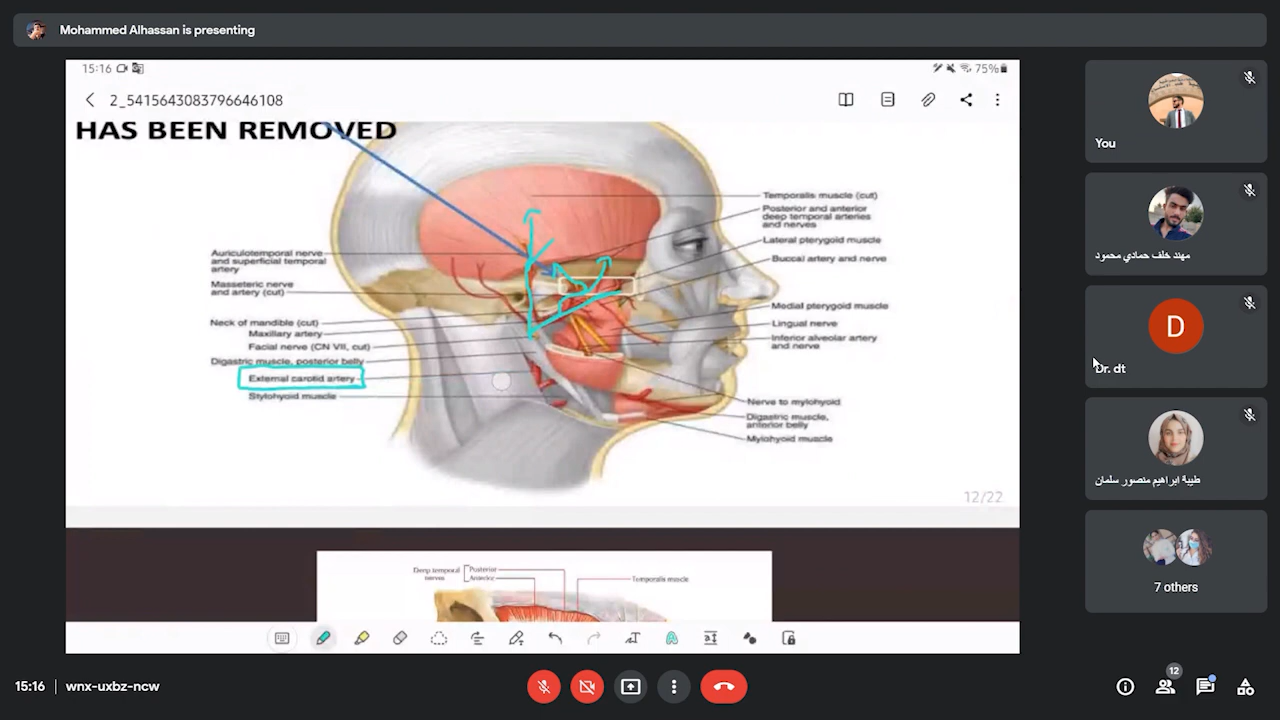 Mohammed Alhassan is presenting
15:16
75%
2_5415643083796646108
HAS BEEN REMOVED
Temporalis muscle (cut)
Posterior and anterior
deep temporal arteries
and nerves
Lateral pterygoid muscle
Buccal artery and nerve
Medial pterygoid muscle
Lingual nerve
Inferior alveolar artery
and nerve
Nerve to mylohyoid
Digastric muscle,
anterior belly
Mylohyoid muscle
Auriculotemporal nerve
and superficial temporal
artery
Masseteric nerve
and artery (cut)
Neck of mandible (cut)
Maxillary artery
Facial nerve (CN VII, cut)
Digastric muscle, posterior belly
External carotid artery
Stylohyoid muscle
12/22
Deep temporal
nerves
Posterior
Anterior
Temporalis muscle
You
مهند خلف حمادي محمود
D
Dr. dt
طيبة ابراهيم منصور سلمان
7 others
15:16 | wnx-uxbz-ncw
12